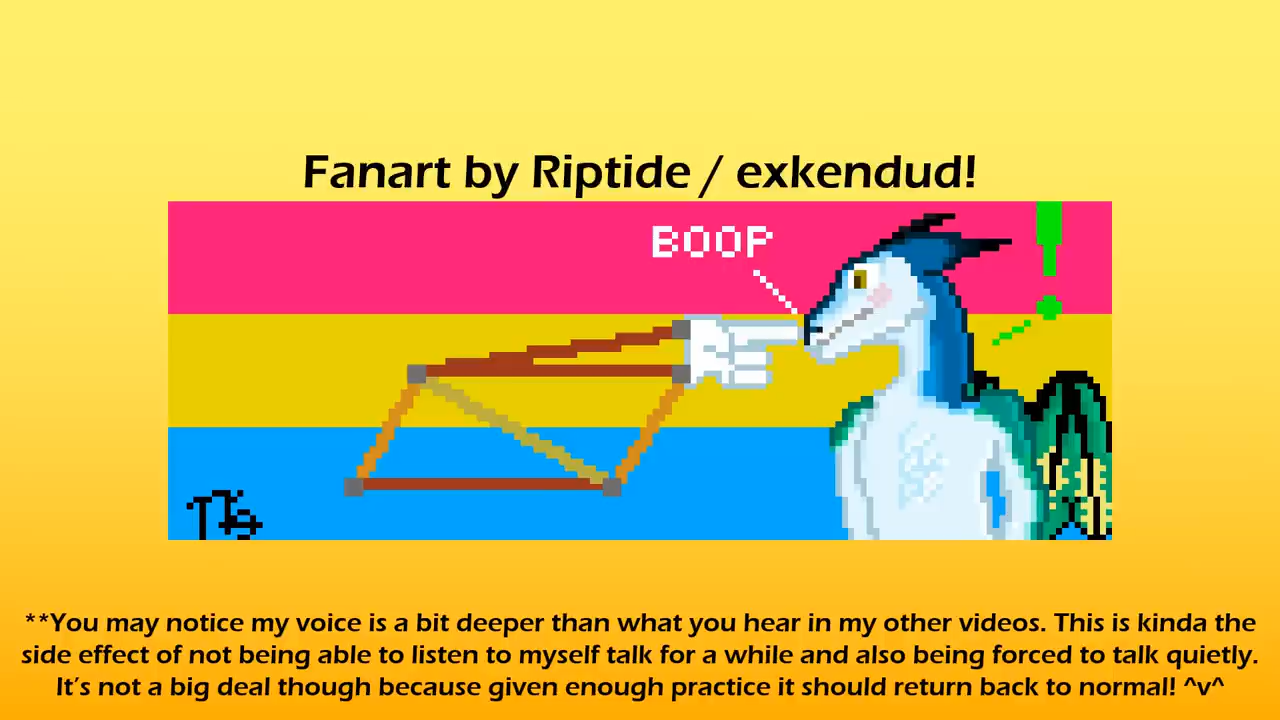 Fanart by Riptide / exkendud!
BOOP
**You may notice my voice is a bit deeper than what you hear in my other videos. This is kinda the
side effect of not being able to listen to myself talk for a while and also being forced to talk quietly.
It's not a big deal though because given enough practice it should return back to normal! ^v^